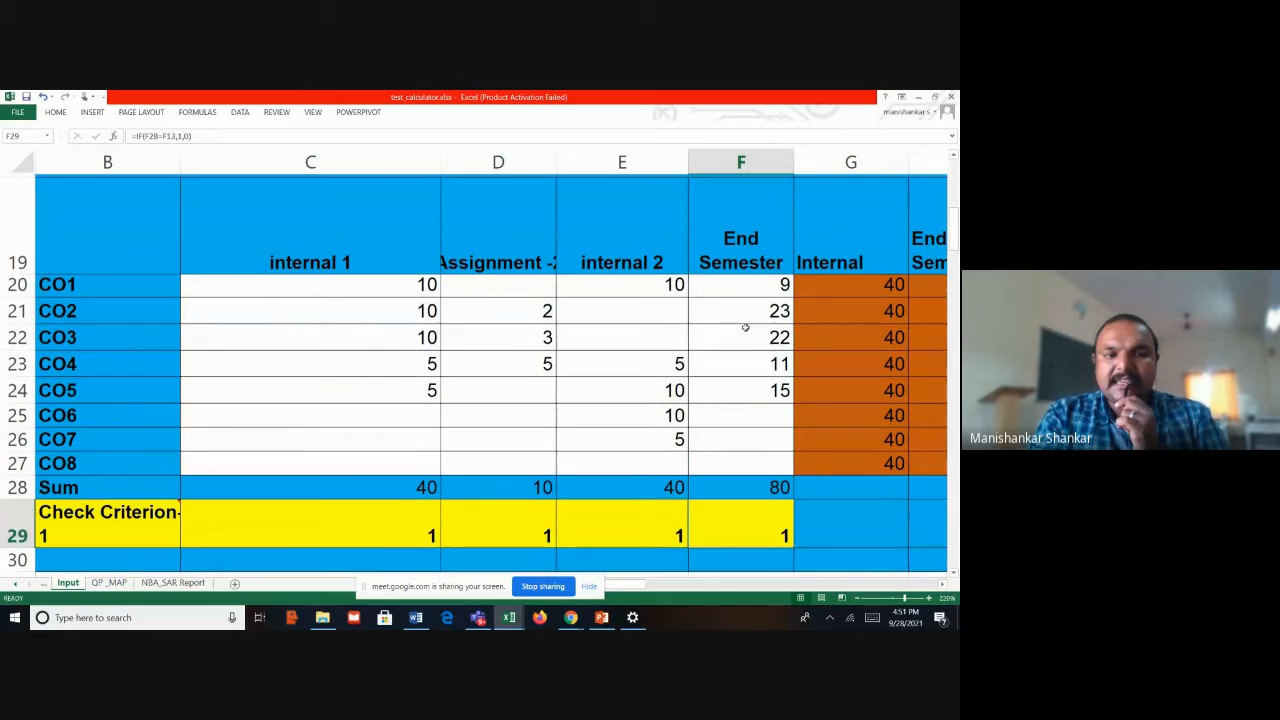 test_calculator.xlsx - Excel (Product Activation Failed)
FILE HOME INSERT PAGE LAYOUT FORMULAS DATA REVIEW VIEW POWERPIVOT manishankar s
F29 =IF(F28=F13,1,0)
B C D E F G
19 internal 1 Assignment -2 internal 2 End Semester Internal End Sem
20 CO1 10 10 9 40
21 CO2 10 2 23 40
22 CO3 10 3 22 40
23 CO4 5 5 5 11 40
24 CO5 5 10 15 40
25 CO6 10 40
26 CO7 5 40
27 CO8 40
28 Sum 40 10 40 80
29 Check Criterion-1 1 1 1 1
30
Input QP _MAP NBA_SAR Report
meet.google.com is sharing your screen. Stop sharing Hide
READY 220%
Type here to search
4:51 PM
9/28/2021
Manishankar Shankar